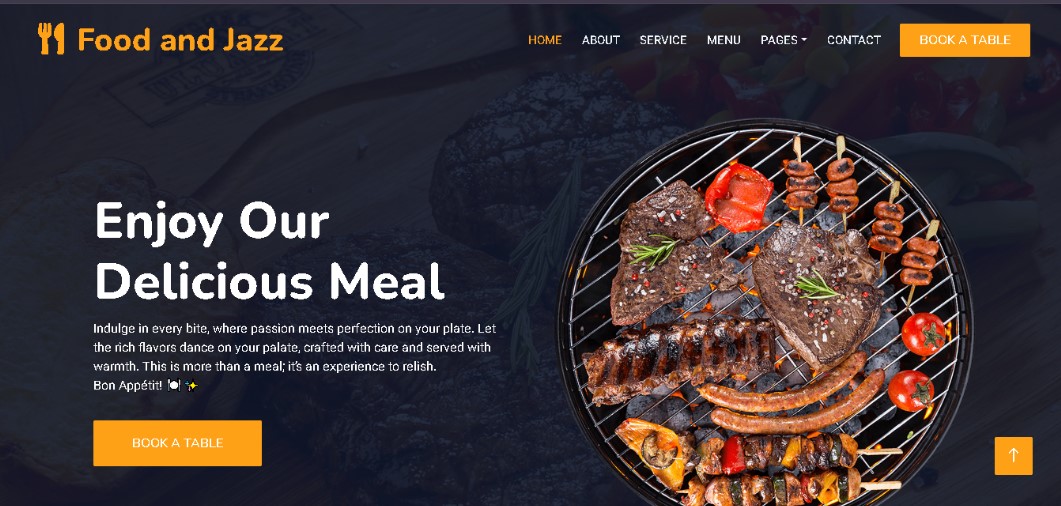 Food and Jazz
HOME ABOUT SERVICE MENU PAGES CONTACT BOOK A TABLE
Enjoy Our
Delicious Meal
Indulge in every bite, where passion meets perfection on your plate. Let
the rich flavors dance on your palate, crafted with care and served with
warmth. This is more than a meal; it's an experience to relish.
Bon Appétit! 🍽️ ✨
BOOK A TABLE